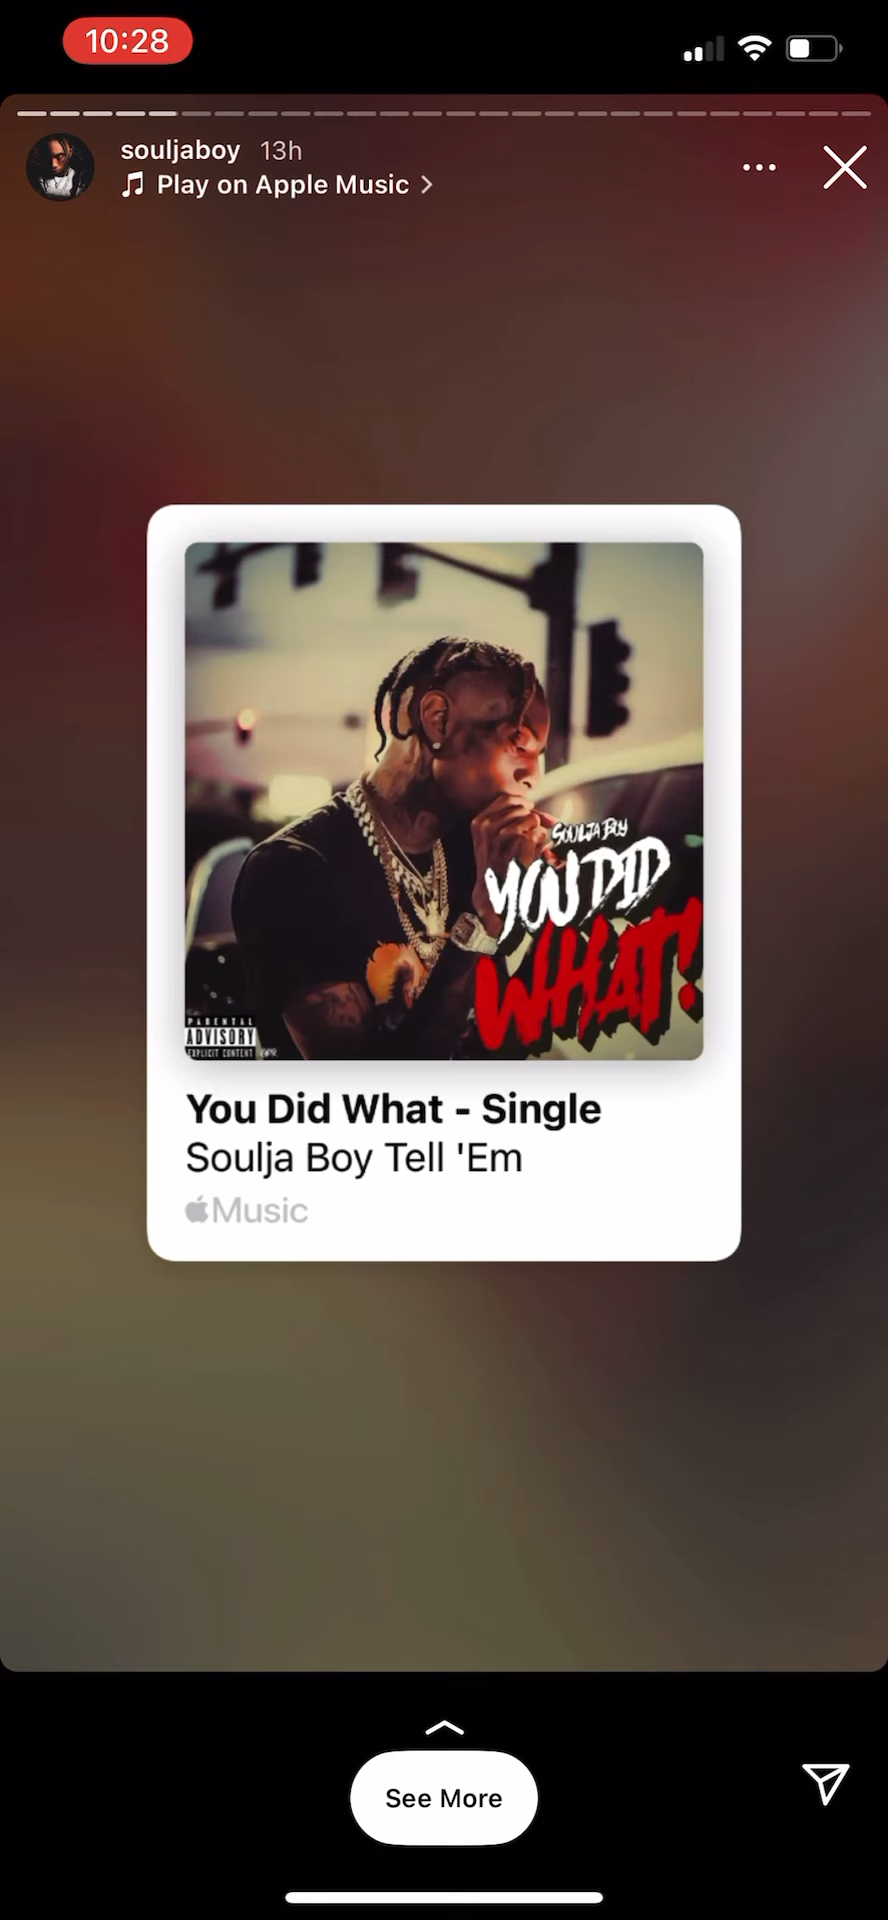 10:28
souljaboy 13h
Play on Apple Music
SOULJA BOY
YOU DID
WHAT!
PARENTAL
ADVISORY
EXPLICIT CONTENT
You Did What - Single
Soulja Boy Tell 'Em
Music
See More